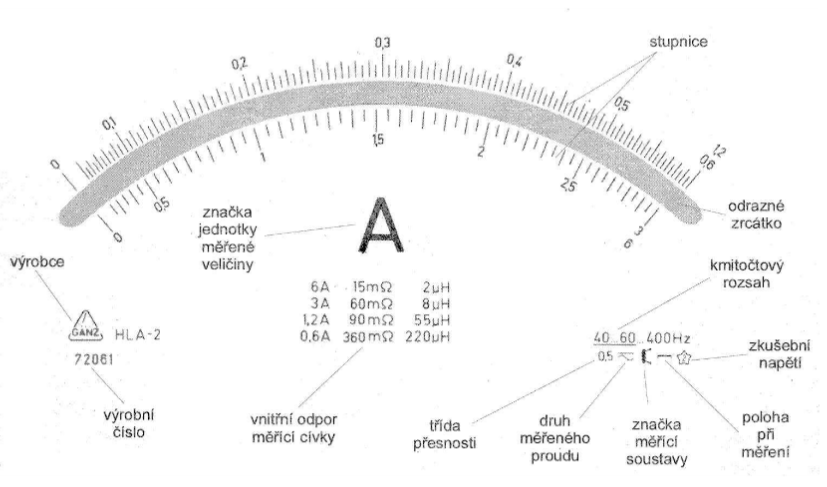 0,3
0,2
0,4
stupnice
0,1
0,5
0
1,2
0,6
1
1,5
2
0,5
2,5
0
3
6
značka
jednotky
měřené
veličiny
A
odrazné
zrcátko
výrobce
kmitočtový
rozsah
6A 15mΩ 2μH
3A 60mΩ 8μH
1,2A 90mΩ 55μH
0,6A 360mΩ 220μH
GANZ HLA-2
72061
40...60...400Hz
0,5
2
zkušební
napětí
výrobní
číslo
vnitřní odpor
měřící cívky
třída
přesnosti
druh
měřeného
proudu
značka
měřící
soustavy
poloha
při
měření